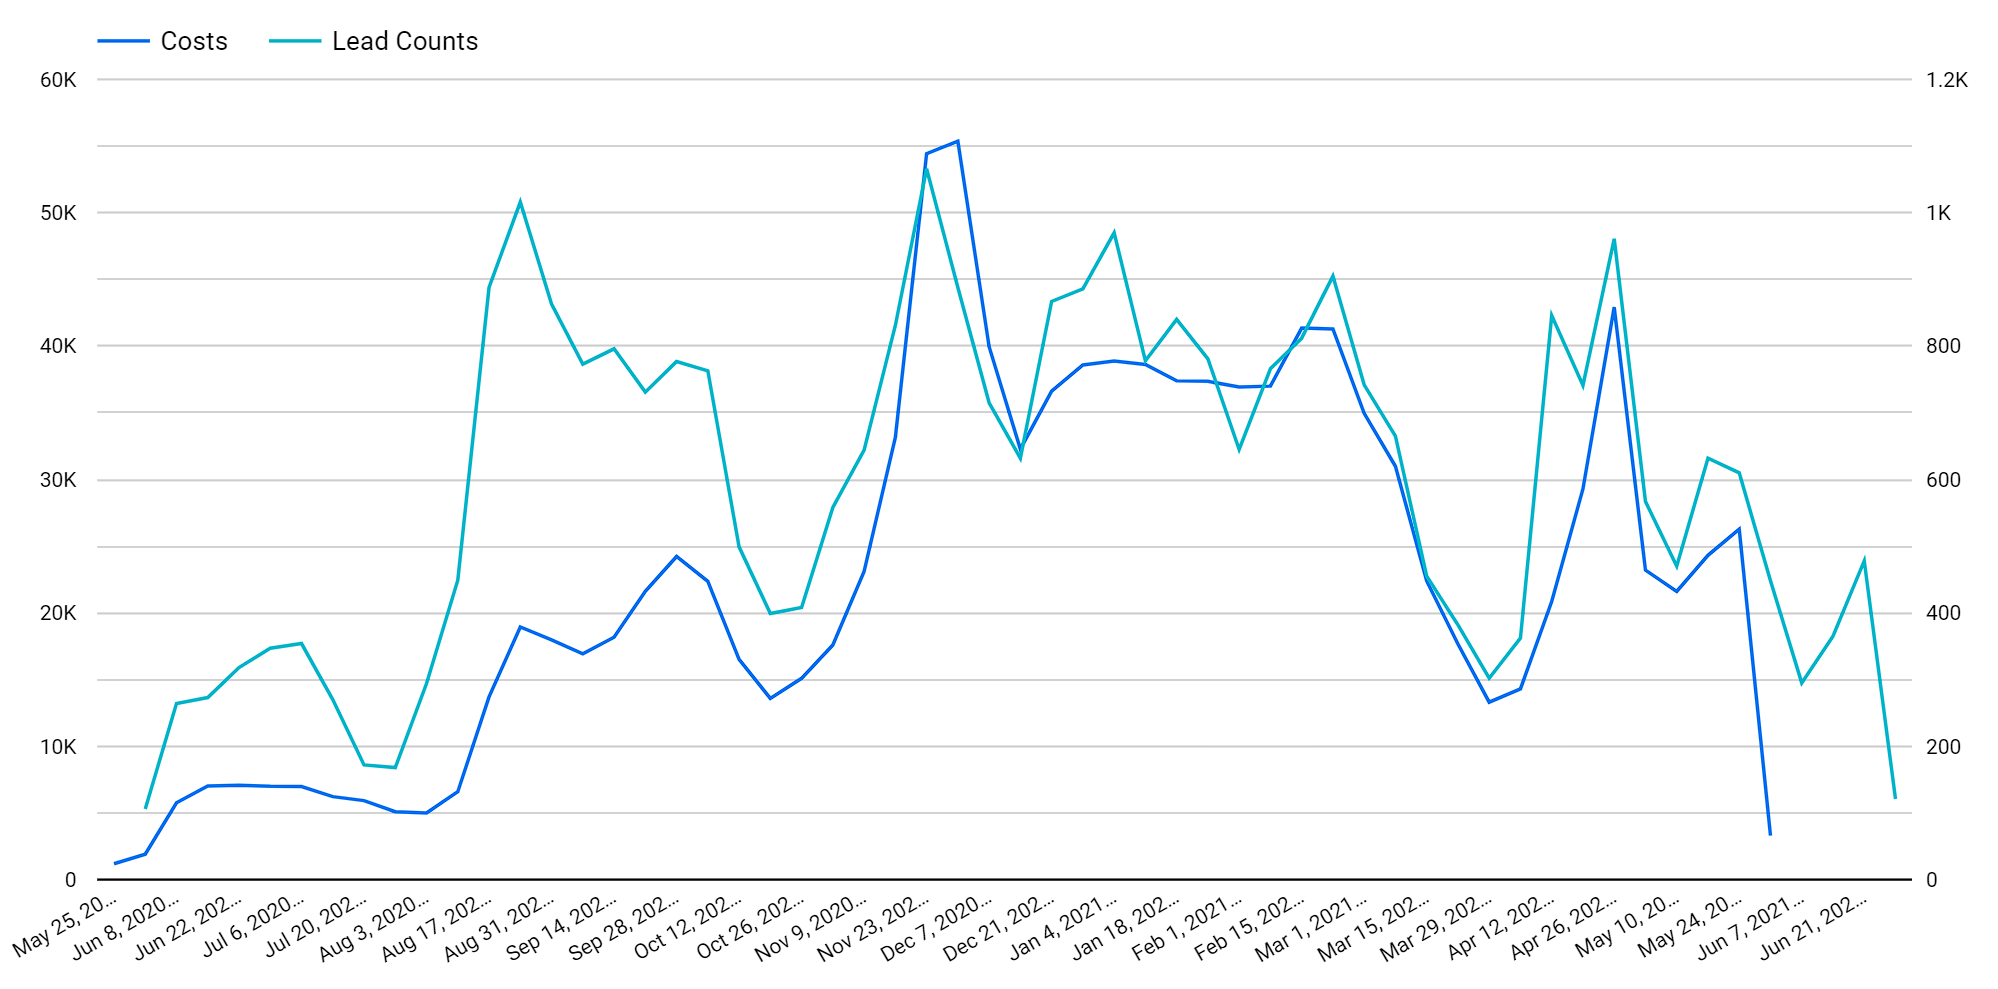 Costs Lead Counts
60K 1.2K
50K 1K
40K 800
30K 600
20K 400
10K 200
0 0
May 25, 20...
Jun 8, 2020...
Jun 22, 202...
Jul 6, 2020...
Jul 20, 202...
Aug 3, 2020...
Aug 17, 202...
Aug 31, 202...
Sep 14, 202...
Sep 28, 202...
Oct 12, 202...
Oct 26, 202...
Nov 9, 2020...
Nov 23, 202...
Dec 7, 2020...
Dec 21, 202...
Jan 4, 2021...
Jan 18, 202...
Feb 1, 2021...
Feb 15, 202...
Mar 1, 2021...
Mar 15, 202...
Mar 29, 202...
Apr 12, 202...
Apr 26, 202...
May 10, 20...
May 24, 20...
Jun 7, 2021...
Jun 21, 202...